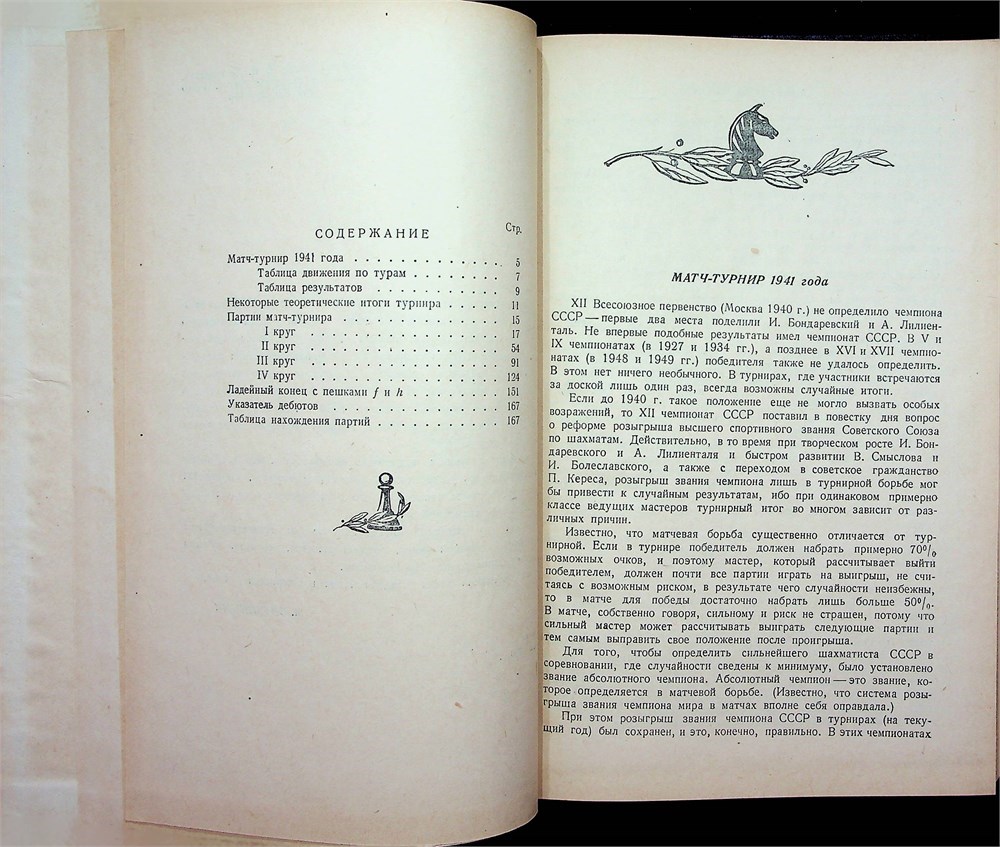 СОДЕРЖАНИЕ
Стр.
Матч-турнир 1941 года . . . . . . . . . . . . . 5
Таблица движения по турам . . . . . . . . 7
Таблица результатов . . . . . . . . . . . 9
Некоторые теоретические итоги турнира . . . . . 11
Партии матч-турнира . . . . . . . . . . . . . . 15
I круг . . . . . . . . . . . . . . . 17
II круг . . . . . . . . . . . . . . . 54
III круг . . . . . . . . . . . . . . . 91
IV круг . . . . . . . . . . . . . . . 124
Ладейный конец с пешками f и h . . . . . . . . 151
Указатель дебютов . . . . . . . . . . . . . . . 167
Таблица нахождения партий . . . . . . . . . . . 167
МАТЧ-ТУРНИР 1941 года
XII Всесоюзное первенство (Москва 1940 г.) не определило чемпиона
СССР — первые два места поделили И. Бондаревский и А. Лилиен-
таль. Не впервые подобные результаты имел чемпионат СССР. В V и
IX чемпионатах (в 1927 и 1934 гг.), а позднее в XVI и XVII чемпио-
натах (в 1948 и 1949 гг.) победителя также не удалось определить.
В этом нет ничего необычного. В турнирах, где участники встречаются
за доской лишь один раз, всегда возможны случайные итоги.
Если до 1940 г. такое положение еще не могло вызвать особых
возражений, то XII чемпионат СССР поставил в повестку дня вопрос
о реформе розыгрыша высшего спортивного звания Советского Союза
по шахматам. Действительно, в то время при творческом росте И. Бон-
даревского и А. Лилиенталя и быстром развитии В. Смыслова и
И. Болеславского, а также с переходом в советское гражданство
П. Кереса, розыгрыш звания чемпиона лишь в турнирной борьбе мог
бы привести к случайным результатам, ибо при одинаковом примерно
классе ведущих мастеров турнирный итог во многом зависит от раз-
личных причин.
Известно, что матчевая борьба существенно отличается от тур-
нирной. Если в турнире победитель должен набрать примерно 70%
возможных очков, и поэтому мастер, который рассчитывает выйти
победителем, должен почти все партии играть на выигрыш, не счи-
таясь с возможным риском, в результате чего случайности неизбежны,
то в матче для победы достаточно набрать лишь больше 50%.
В матче, собственно говоря, сильному и риск не страшен, потому что
сильный мастер может рассчитывать выиграть следующие партии и
тем самым выправить свое положение после проигрыша.
Для того, чтобы определить сильнейшего шахматиста СССР в
соревновании, где случайности сведены к минимуму, было установлено
звание абсолютного чемпиона. Абсолютный чемпион — это звание, ко-
торое определяется в матчевой борьбе. (Известно, что система розы-
грыша звания чемпиона мира в матчах вполне себя оправдала.)
При этом розыгрыш звания чемпиона СССР в турнирах (на теку-
щий год) был сохранен, и это, конечно, правильно. В этих чемпионатах